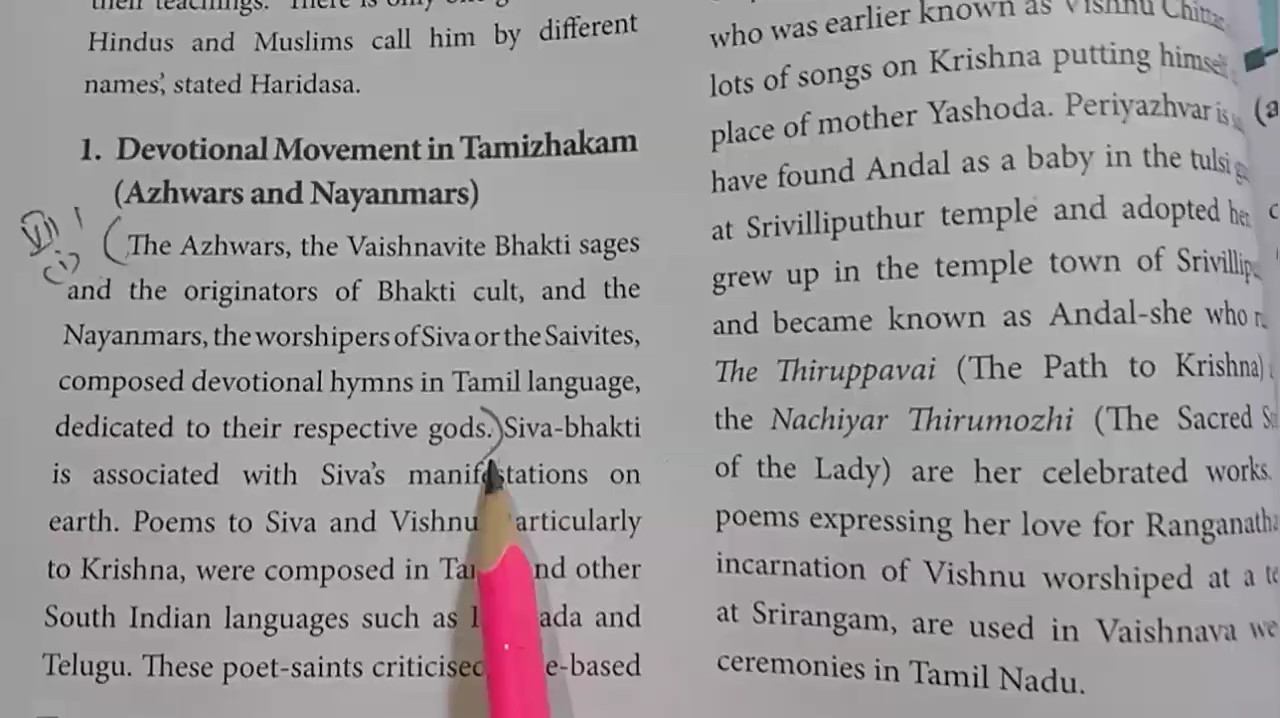 Hindus and Muslims call him by different
names', stated Haridasa.
1. Devotional Movement in Tamizhakam
(Azhwars and Nayanmars)
VII 1
(i)
(The Azhwars, the Vaishnavite Bhakti sages
and the originators of Bhakti cult, and the
Nayanmars, the worshipers of Siva or the Saivites,
composed devotional hymns in Tamil language,
dedicated to their respective gods.) Siva-bhakti
is associated with Siva's manifestations on
earth. Poems to Siva and Vishnu
to Krishna, were composed in and other
South Indian languages such as and
Telugu. These poet-saints criticised
who was earlier known as Vishnu
lots of songs on Krishna putting
place of mother Yashoda. Periyazhvar is
have found Andal as a baby in the tulsi
at Srivilliputhur temple and adopted her
grew up in the temple town of
and became known as Andal-she who
The Thiruppavai (The Path to Krishna)
the Nachiyar Thirumozhi (The Sacred
of the Lady) are her celebrated works.
poems expressing her love for
incarnation of Vishnu worshiped at a
at Srirangam, are used in Vaishnava
ceremonies in Tamil Nadu.